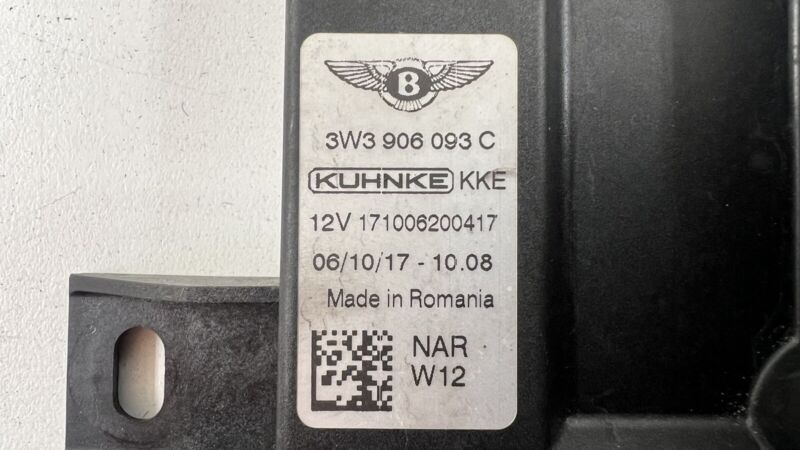 B
3W3 906 093 C
KUHNKE KKE
12V 171006200417
06/10/17 - 10.08
Made in Romania
NAR
W12